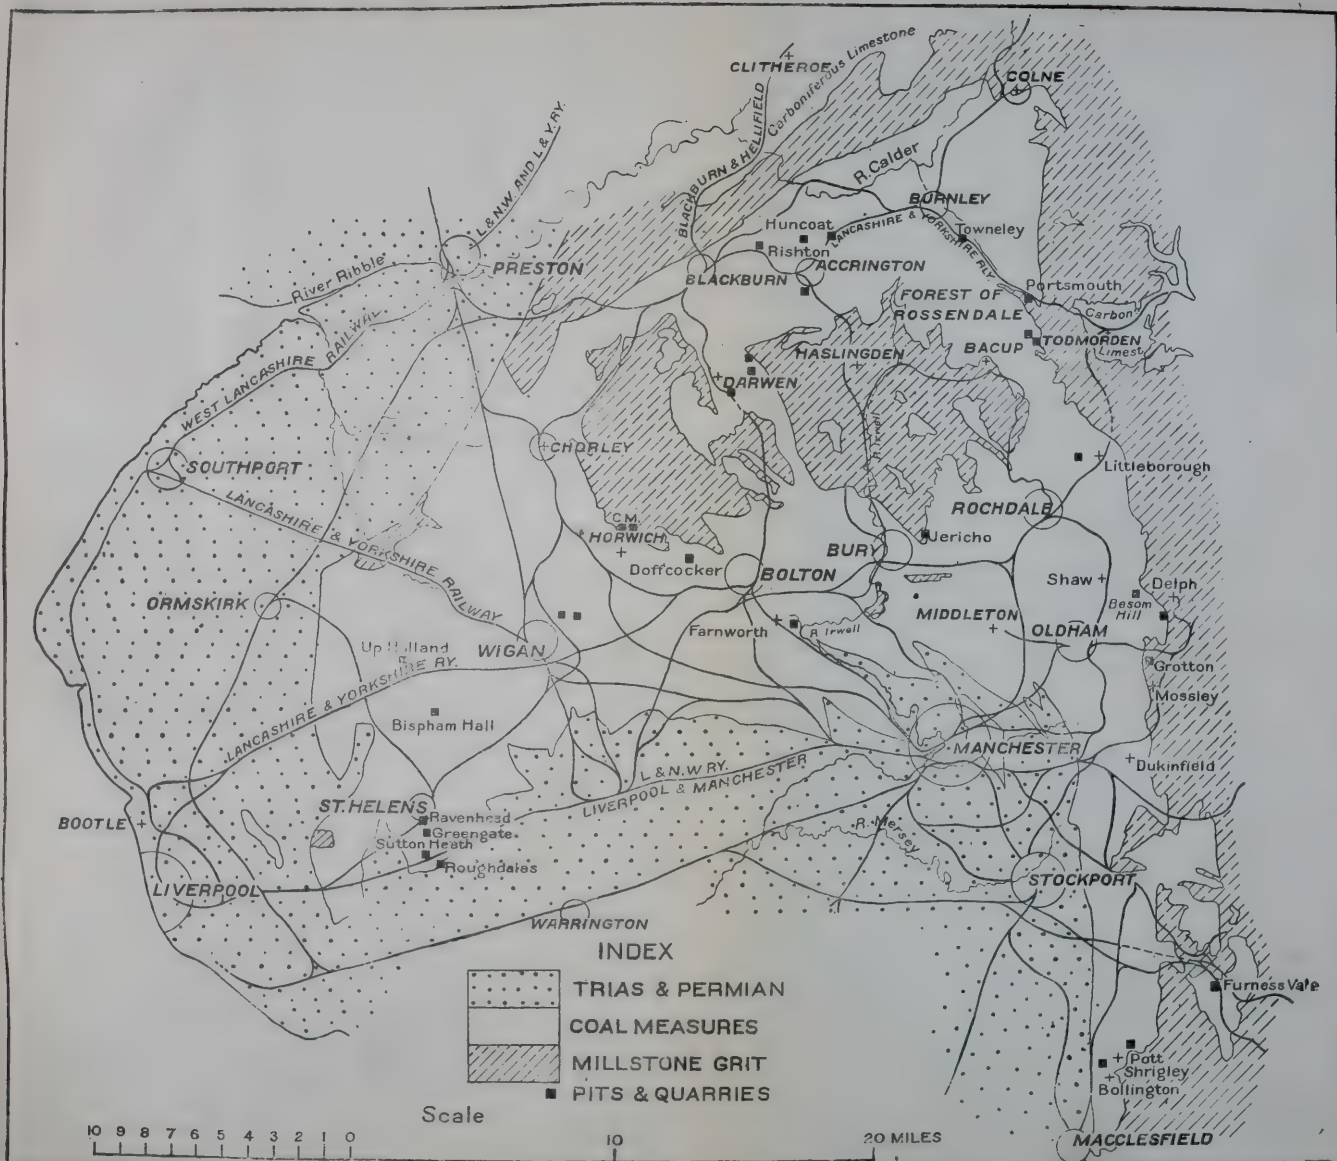 CLITHEROE
Carboniferous Limestone
COLNE
L & N.W. AND L & Y. RY.
BLACKBURN & HELLIFIELD
R. Calder
BURNLEY
Huncoat
LANCASHIRE & YORKSHIRE RLY.
Towneley
Rishton
River Ribble
PRESTON
BLACKBURN
ACCRINGTON
FOREST OF
ROSSENDALE
Portsmouth
Carbon.
Limest
WEST LANCASHIRE RAILWAY
HASLINGDEN
BACUP
TODMORDEN
DARWEN
R. Irwell
CHORLEY
SOUTHPORT
Littleborough
LANCASHIRE & YORKSHIRE RAILWAY
ROCHDALE
C.M.
HORWICH
Doffcocker
BURY
Jericho
BOLTON
Shaw
Delph
Besom
Hill
ORMSKIRK
Farnworth
R. Irwell
MIDDLETON
OLDHAM
Up Holland
WIGAN
Grotton
LANCASHIRE & YORKSHIRE RY.
Mossley
Bispham Hall
MANCHESTER
L & N.W RY.
LIVERPOOL & MANCHESTER
Dukinfield
ST. HELENS
Ravenhead
BOOTLE
Greengate
Sutton Heath
R. Mersey
Roughdales
LIVERPOOL
STOCKPORT
WARRINGTON
INDEX
TRIAS & PERMIAN
COAL MEASURES
MILLSTONE GRIT
PITS & QUARRIES
Furness Vale
Pott
Shrigley
Bollington
Scale
10 9 8 7 6 5 4 3 2 1 0 10 20 MILES
MACCLESFIELD